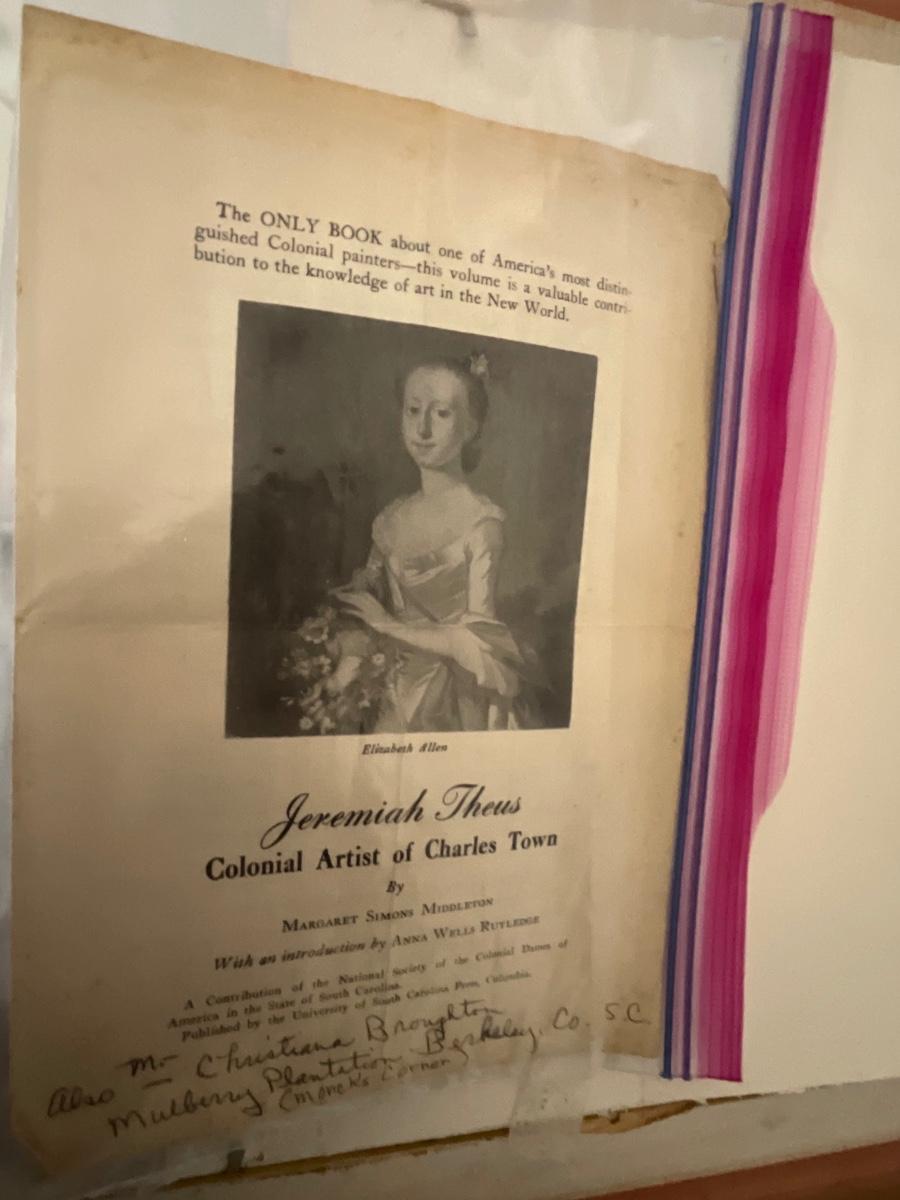 The ONLY BOOK about one of America's most distin-
guished Colonial painters—this volume is a valuable contri-
bution to the knowledge of art in the New World.
Elizabeth Allen
Jeremiah Theus
Colonial Artist of Charles Town
By
MARGARET SIMONS MIDDLETON
With an introduction by ANNA WELLS RUTLEDGE
A Contribution of the National Society of the Colonial Dames of
America in the State of South Carolina.
Published by the University of South Carolina Press, Columbia.
Also Mr Christiana Broughton
Mulberry Plantation Berkeley. Co. S.C.
(Monck's Corner